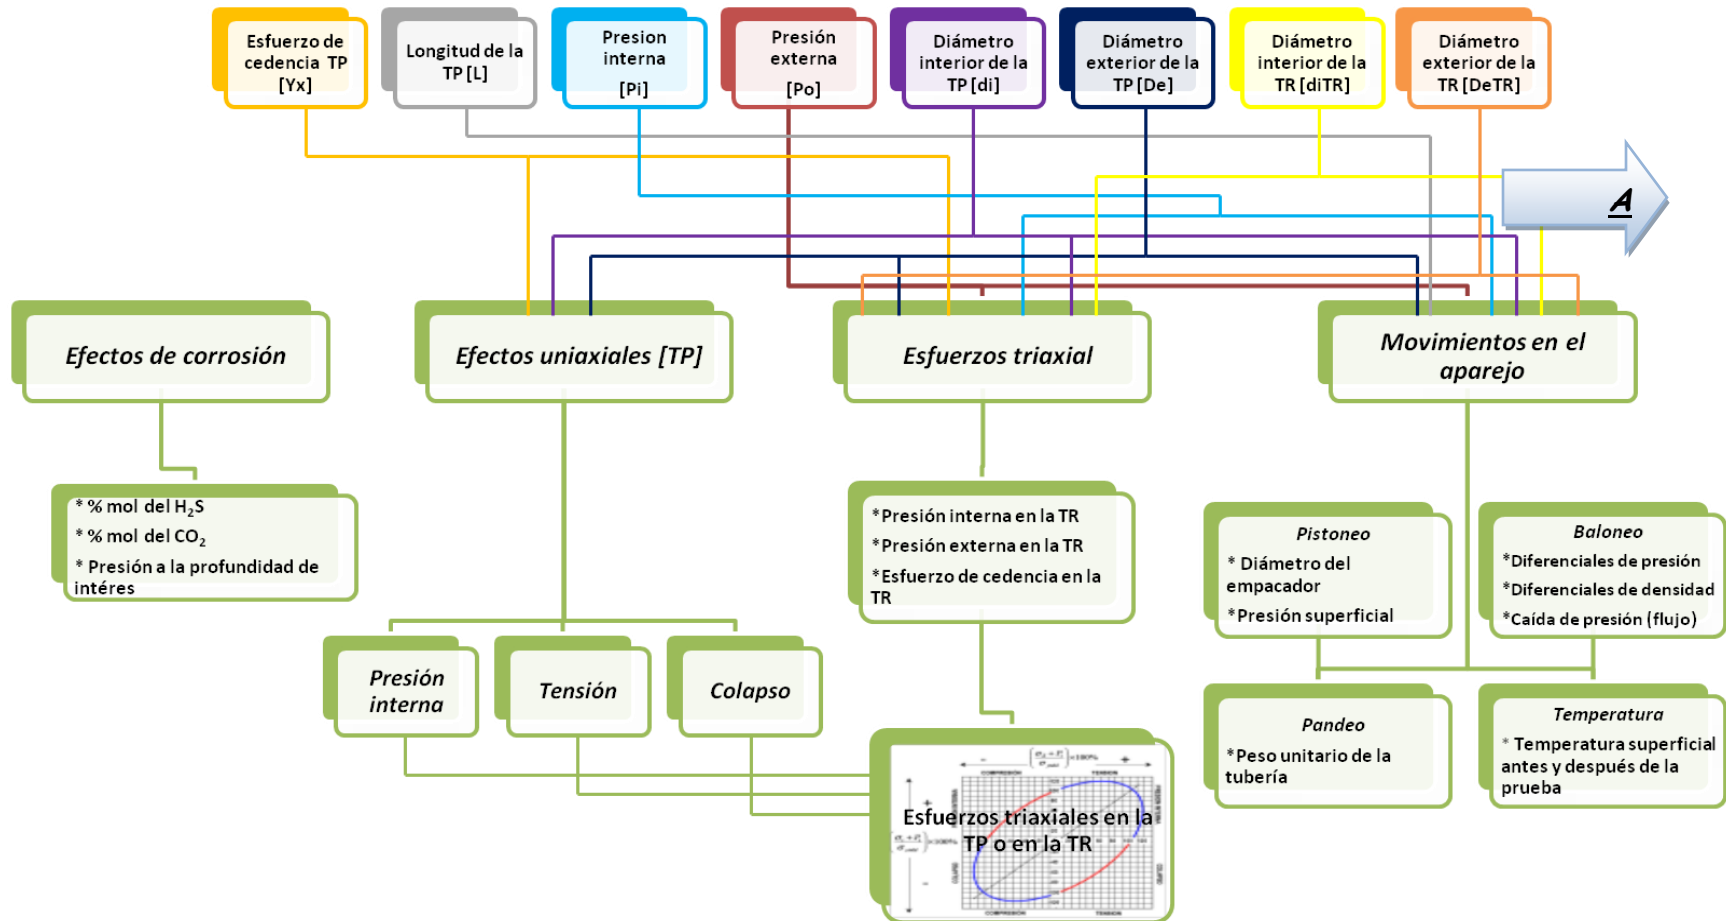 Esfuerzo de
cedencia TP
[Yx]
Longitud de la
TP [L]
Presion
interna
[Pi]
Presión
externa
[Po]
Diámetro
interior de la
TP [di]
Diámetro
exterior de la
TP [De]
Diámetro
interior de la
TR [diTR]
Diámetro
exterior de la
TR [DeTR]
A
Efectos de corrosión
Efectos uniaxiales [TP]
Esfuerzos triaxial
Movimientos en el
aparejo
* % mol del H₂S
* % mol del CO₂
* Presión a la profundidad de
intéres
*Presión interna en la TR
*Presión externa en la TR
*Esfuerzo de cedencia en la
TR
Pistoneo
* Diámetro del
empacador
*Presión superficial
Baloneo
*Diferenciales de presión
*Diferenciales de densidad
*Caída de presión (flujo)
Presión
interna
Tensión
Colapso
Pandeo
*Peso unitario de la
tubería
Temperatura
* Temperatura superficial
antes y después de la
prueba
COMPRESIÓN
TENSION
Esfuerzos triaxiales en la
TP o en la TR
COMPRESIÓN
TENSION